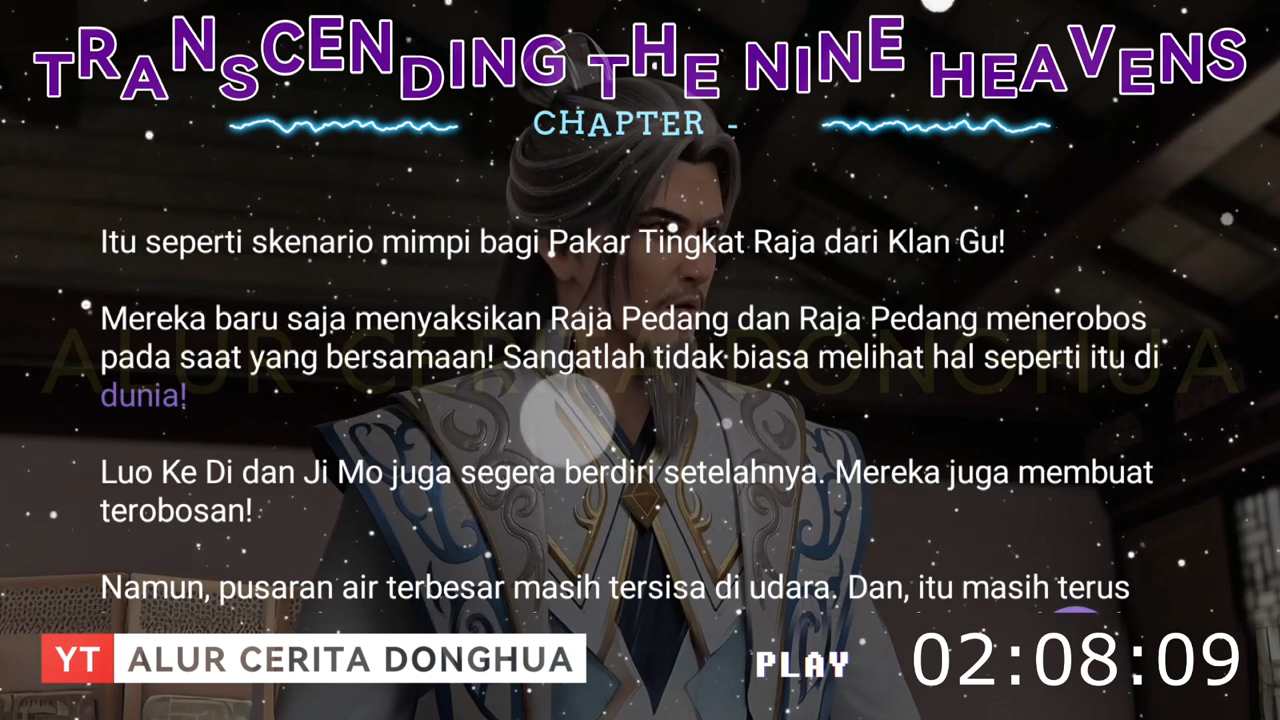 TRANSCENDING THE NINE HEAVENS
CHAPTER -
Itu seperti skenario mimpi bagi Pakar Tingkat Raja dari Klan Gu!
Mereka baru saja menyaksikan Raja Pedang dan Raja Pedang menerobos
pada saat yang bersamaan! Sangatlah tidak biasa melihat hal seperti itu di
ALUR CERITA DONGHUA
dunia!
Luo Ke Di dan Ji Mo juga segera berdiri setelahnya. Mereka juga membuat
terobosan!
Namun, pusaran air terbesar masih tersisa di udara. Dan, itu masih terus
YT ALUR CERITA DONGHUA
PLAY
02:08:09